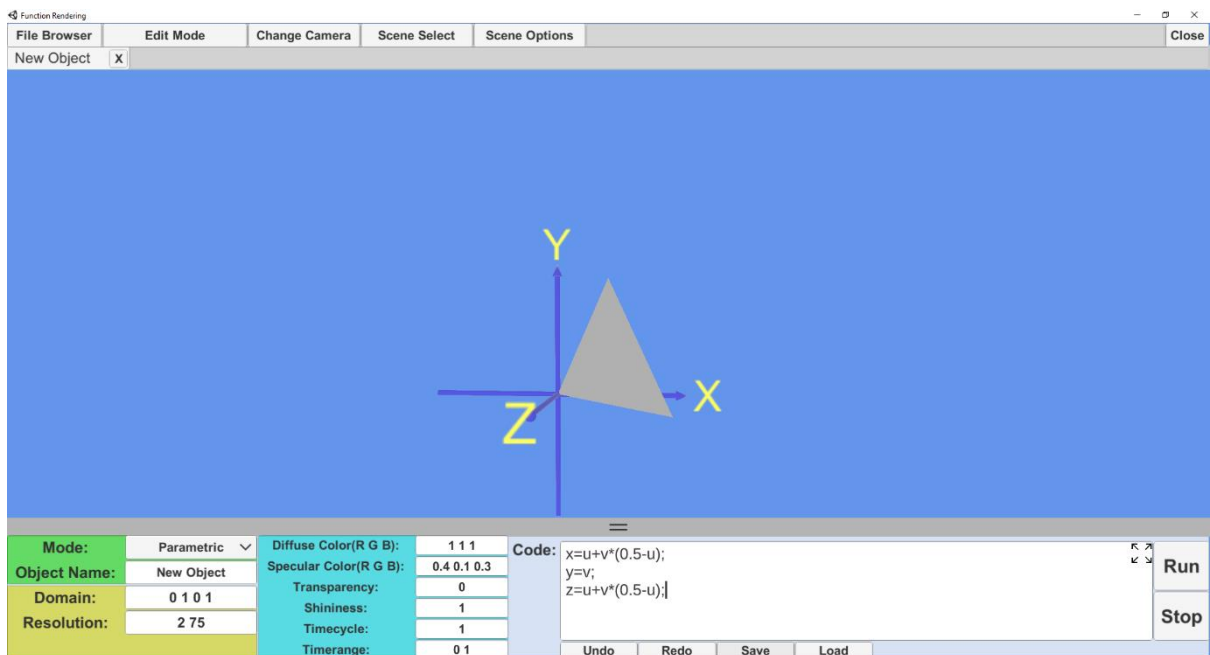 Function Rendering
File Browser Edit Mode Change Camera Scene Select Scene Options Close
New Object X
Y
X
Z
Mode: Parametric
Object Name: New Object
Domain: 0 1 0 1
Resolution: 2 75
Diffuse Color(R G B): 1 1 1
Specular Color(R G B): 0.4 0.1 0.3
Transparency: 0
Shininess: 1
Timecycle: 1
Timerange: 0 1
Code:
x=u+v*(0.5-u);
y=v;
z=u+v*(0.5-u);
Run
Stop
Undo Redo Save Load